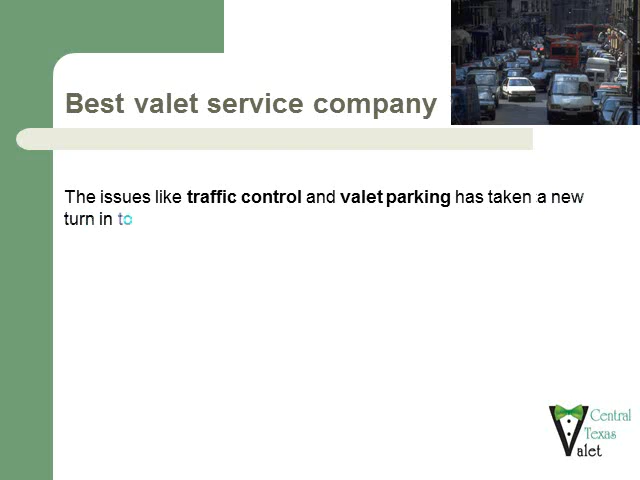 Best valet service company
The issues like traffic control and valet parking has taken a new
turn in to
Central
Texas
Valet